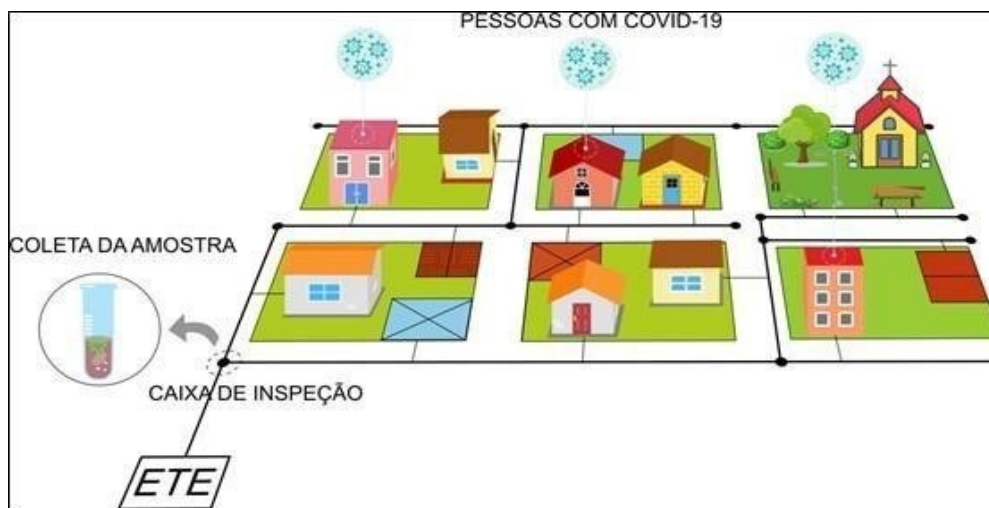 PESSOAS COM COVID-19
COLETA DA AMOSTRA
CAIXA DE INSPEÇÃO
ETE